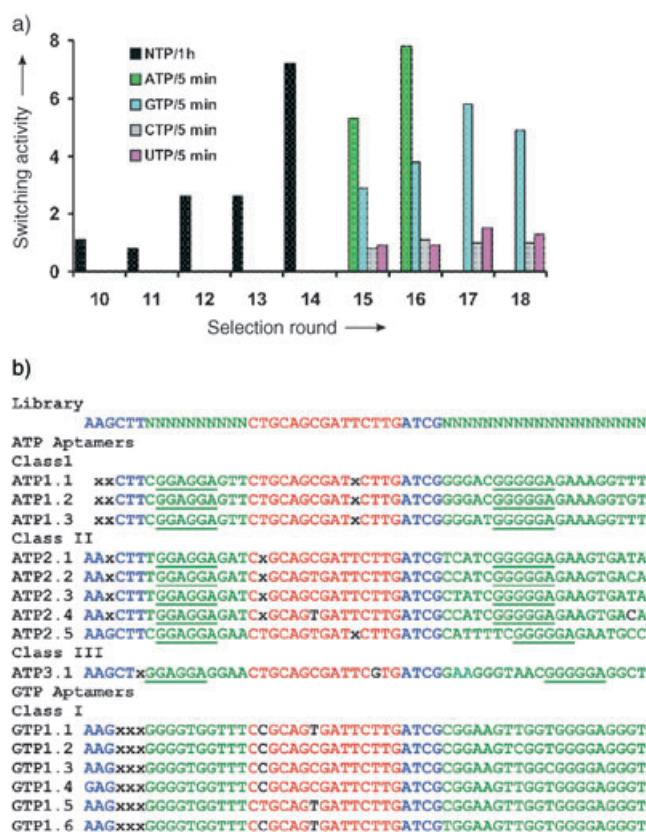 a)
NTP/1h
ATP/5 min
GTP/5 min
CTP/5 min
UTP/5 min
Switching activity
8
6
4
2
0
10 11 12 13 14 15 16 17 18
Selection round
b)
Library
AAGCTTNNNNNNNNNNCTGCAGCGATTCTTGATCGNNNNNNNNNNNNNNNNNNNN
ATP Aptamers
Class1
ATP1.1 xxCTTCGGAGGAGTTCTGCAGCGATxCTTGATCGGGGACGGGGGAGAAAGGTTT
ATP1.2 xxCTTCGGAGGAGTTCTGCAGCGATxCTTGATCGGGGACGGGGGAGAAAGGTGT
ATP1.3 xxCTTCGGAGGAGTTCTGCAGCGATxCTTGATCGGGGATGGGGGAGAAAGGTTT
Class II
ATP2.1 AAxCTTTGGAGGAGATCxGCAGCGATTCTTGATCGTCATCGGGGGAGAAGTGATA
ATP2.2 AAxCTTTGGAGGAGATCxGCAGTGATTCTTGATCGCCATCGGGGGAGAAGTGACA
ATP2.3 AAxCTTTGGAGGAGATCxGCAGCGATTCTTGATCGCTATCGGGGGAGAAGTGATA
ATP2.4 AAxCTTTGGAGGAGATCxGCAGTGATTCTTGATCGCCATCGGGGGAGAAGTGACA
ATP2.5 AAGCTTCGGAGGAGAACTGCAGTGATxCTTGATCGCATTTTCGGGGGAGAATGCC
Class III
ATP3.1 AAGCTxGGAGGAGGAACTGCAGCGATTCGTGATCGGAAGGGTAACGGGGGAGGCT
GTP Aptamers
Class I
GTP1.1 AAGxxxGGGGTGGTTTCCGCAGTGATTCTTGATCGCGGAAGTTGGTGGGGAGGGT
GTP1.2 AAGxxxGGGGTGGTTTCCGCAGCGATTCTTGATCGCGGAAGTCGGTGGGGAGGGT
GTP1.3 AAGxxxGGGGTGGTTTCCGCAGCGATTCTTGATCGCGGAAGTTGGCGGGGAGGGT
GTP1.4 GAGxxxGGGGTGGTTTCCGCAGCGATTCTTGATCGCGGAAGTTGGTGGGGAGGGT
GTP1.5 AAGxxxGGGGTGGTTTCTGCAGTGATTCTTGATCGCGGAAGTTGGTGGGGAGGGT
GTP1.6 AAGxxxGGGGTGGTTTCCGCAGCGATTCTTGATCGCGGAAGTTGGTGGGGAGGGT